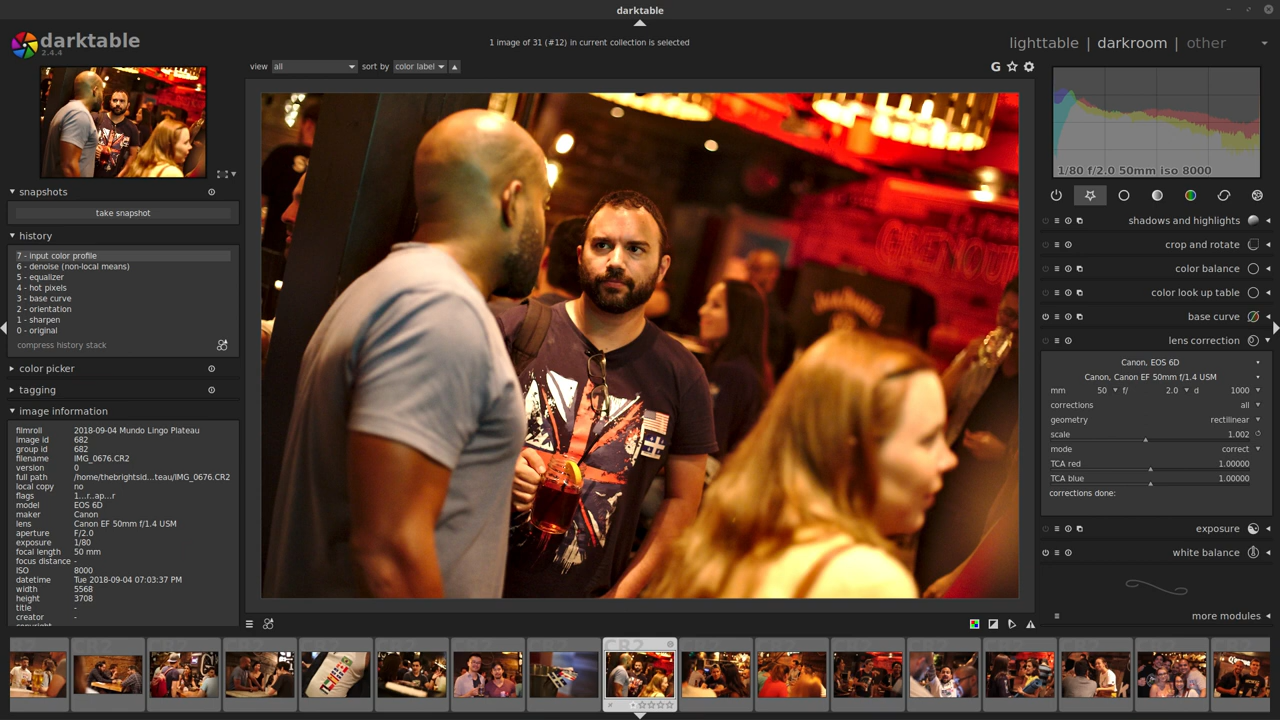 darktable
darktable
2.4.4
1 image of 31 (#12) in current collection is selected
lighttable | darkroom | other
view all sort by color label
G
1/80 f/2.0 50mm iso 8000
snapshots
take snapshot
history
7 - input color profile
6 - denoise (non-local means)
5 - equalizer
4 - hot pixels
3 - base curve
2 - orientation
1 - sharpen
0 - original
compress history stack
color picker
tagging
image information
filmroll 2018-09-04 Mundo Lingo Plateau
image id 682
group id 682
filename IMG_0676.CR2
version 0
full path /home/thebrightsid...teau/IMG_0676.CR2
local copy no
flags 1...r..ap...r
model EOS 6D
maker Canon
lens Canon EF 50mm f/1.4 USM
aperture F/2.0
exposure 1/80
focal length 50 mm
focus distance -
ISO 8000
datetime Tue 2018-09-04 07:03:37 PM
width 5568
height 3708
title -
creator -
shadows and highlights
crop and rotate
color balance
color look up table
base curve
lens correction
Canon, EOS 6D
Canon, Canon EF 50mm f/1.4 USM
mm 50 f/ 2.0 d 1000
corrections all
geometry rectilinear
scale 1.002
mode correct
TCA red 1.00000
TCA blue 1.00000
corrections done:
exposure
white balance
more modules
CR2